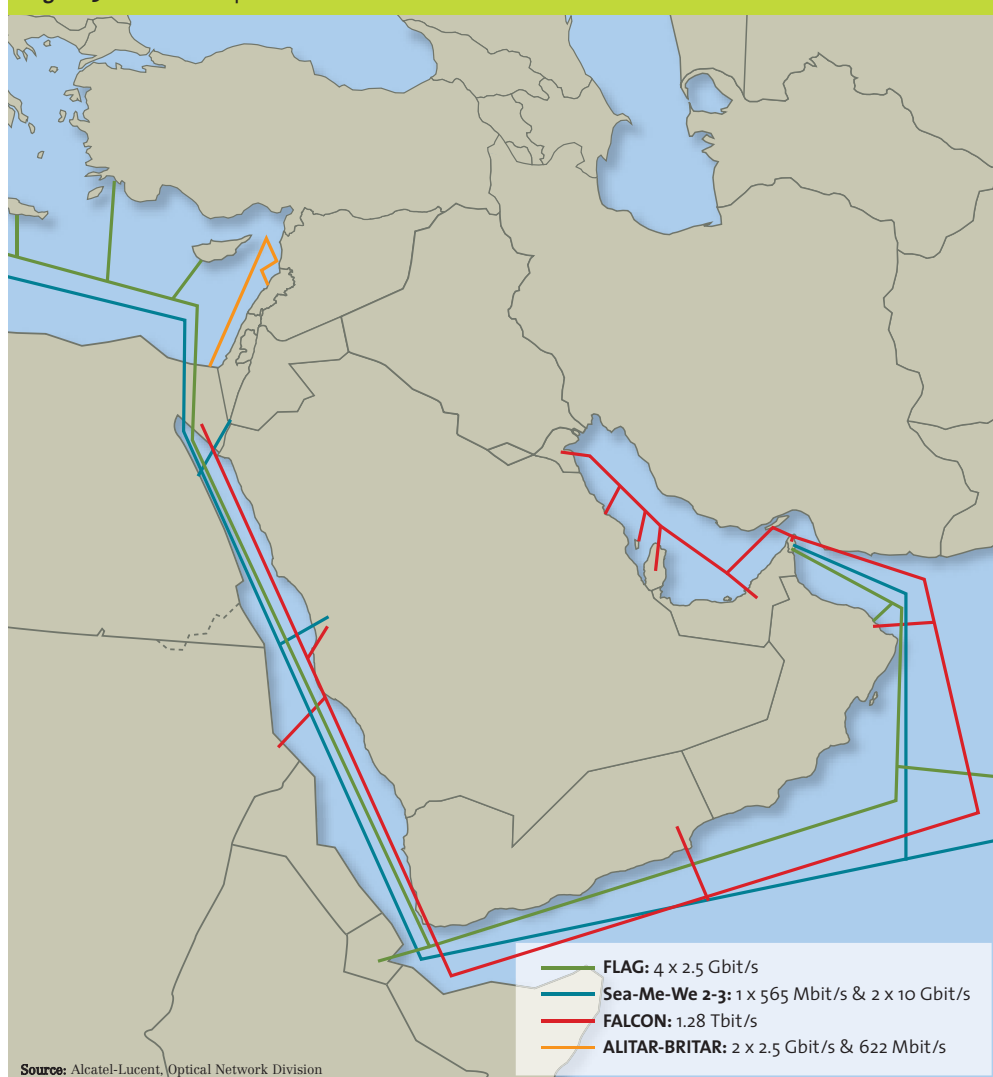 FLAG: 4 x 2.5 Gbit/s
Sea-Me-We 2-3: 1 x 565 Mbit/s & 2 x 10 Gbit/s
FALCON: 1.28 Tbit/s
ALITAR-BRITAR: 2 x 2.5 Gbit/s & 622 Mbit/s
Source: Alcatel-Lucent, Optical Network Division